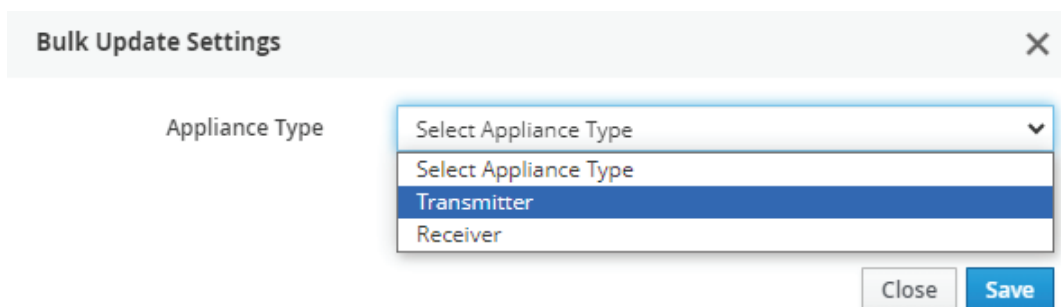 Bulk Update Settings
Appliance Type
Select Appliance Type
Select Appliance Type
Transmitter
Receiver
Close
Save